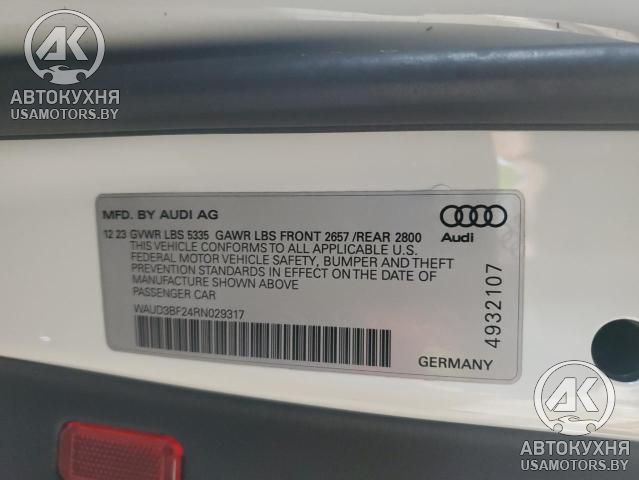 АК
АВТОКУХНЯ
USAMOTORS.BY
MFD. BY AUDI AG
12 23 GVWR LBS 5335 GAWR LBS FRONT 2657 /REAR 2800
THIS VEHICLE CONFORMS TO ALL APPLICABLE U.S.
FEDERAL MOTOR VEHICLE SAFETY, BUMPER AND THEFT
PREVENTION STANDARDS IN EFFECT ON THE DATE OF
MANUFACTURE SHOWN ABOVE
PASSENGER CAR
WAUD3BF24RN029317
Audi
4932107
GERMANY
АК
АВТОКУХНЯ
USAMOTORS.BY